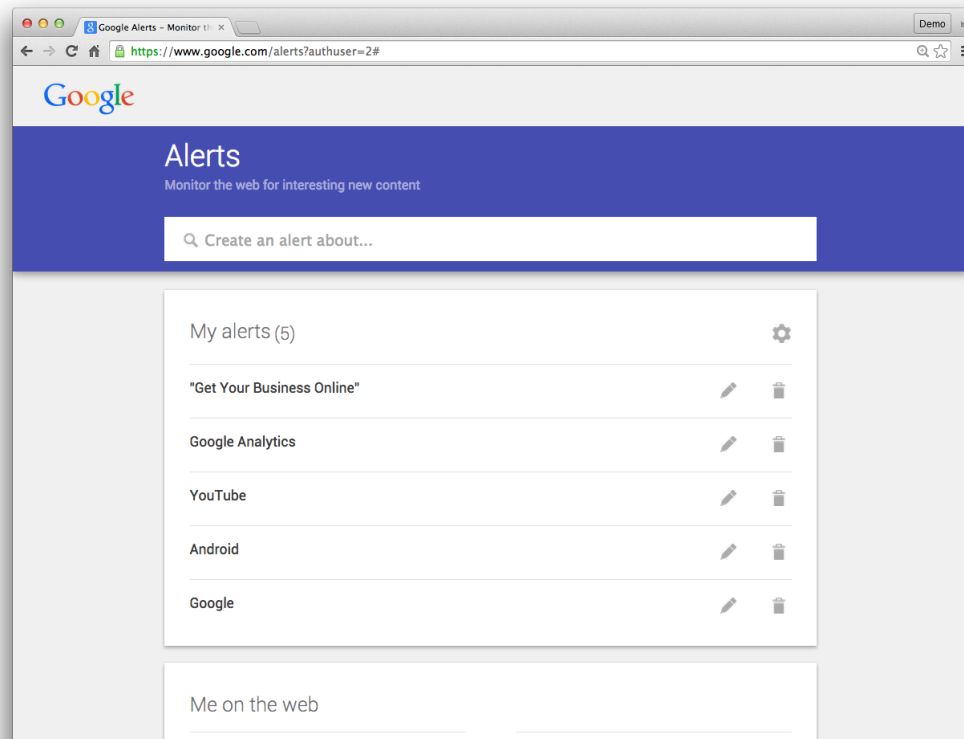 Google Alerts – Monitor th
Demo
https://www.google.com/alerts?authuser=2#
Google
Alerts
Monitor the web for interesting new content
Create an alert about...
My alerts (5)
"Get Your Business Online"
Google Analytics
YouTube
Android
Google
Me on the web